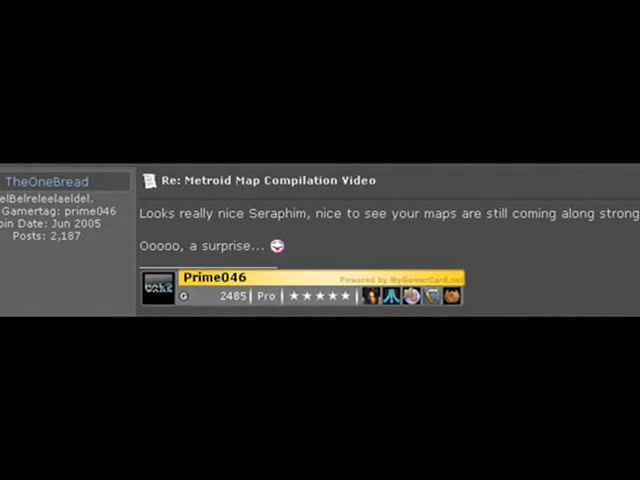 TheOneBread
elBelreleelaeldel.
Gamertag: prime046
oin Date: Jun 2005
Posts: 2,187
Re: Metroid Map Compilation Video
Looks really nice Seraphim, nice to see your maps are still coming along strong
Ooooo, a surprise...
Prime046
Powered by MyGamerCard.net
G 2485 Pro